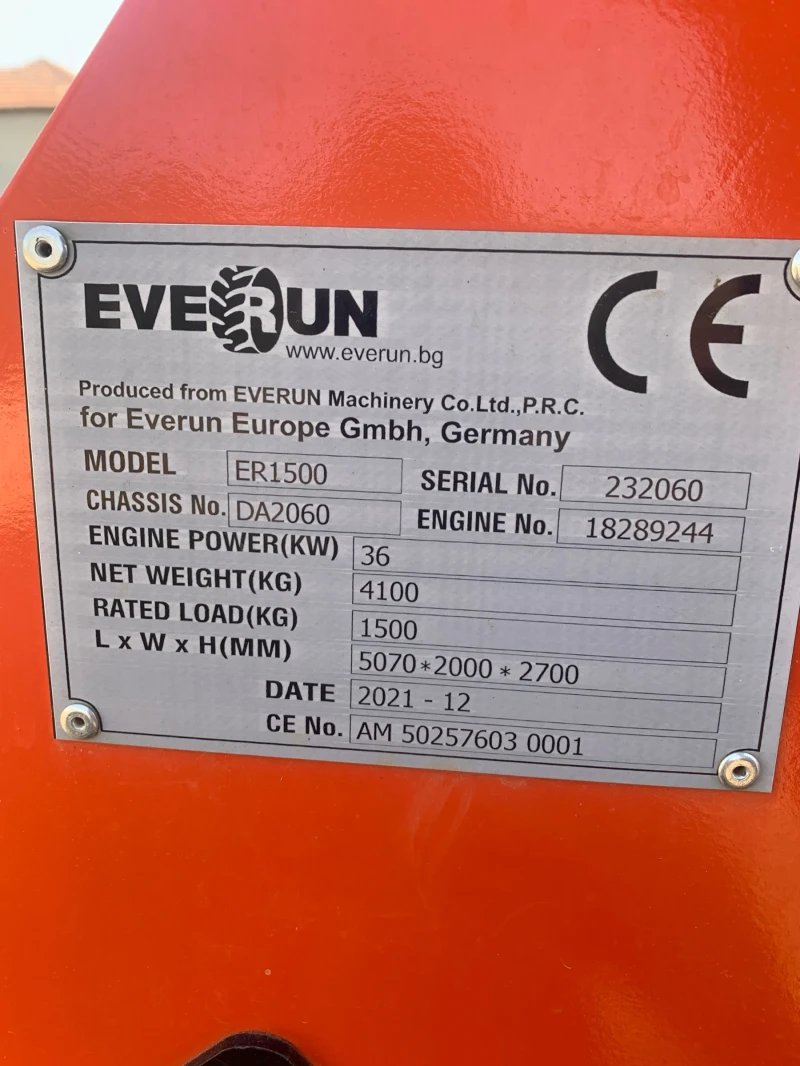 EVERUN
www.everun.bg
CE
Produced from EVERUN Machinery Co.Ltd.,P.R.C.
for Everun Europe Gmbh, Germany
MODEL ER1500 SERIAL No. 232060
CHASSIS No. DA2060 ENGINE No. 18289244
ENGINE POWER(KW) 36
NET WEIGHT(KG) 4100
RATED LOAD(KG) 1500
L x W x H(MM) 5070*2000*2700
DATE 2021 - 12
CE No. AM 50257603 0001